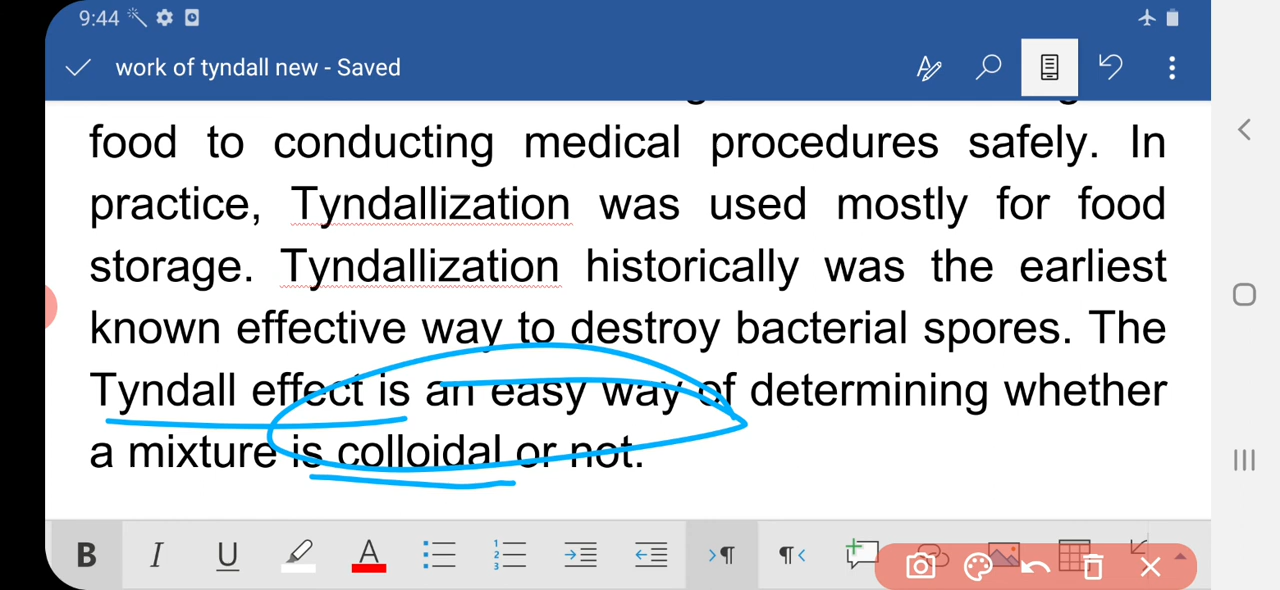 9:44
work of tyndall new - Saved
food to conducting medical procedures safely. In
practice, Tyndallization was used mostly for food
storage. Tyndallization historically was the earliest
known effective way to destroy bacterial spores. The
Tyndall effect is an easy way of determining whether
a mixture is colloidal or not.
B I U A